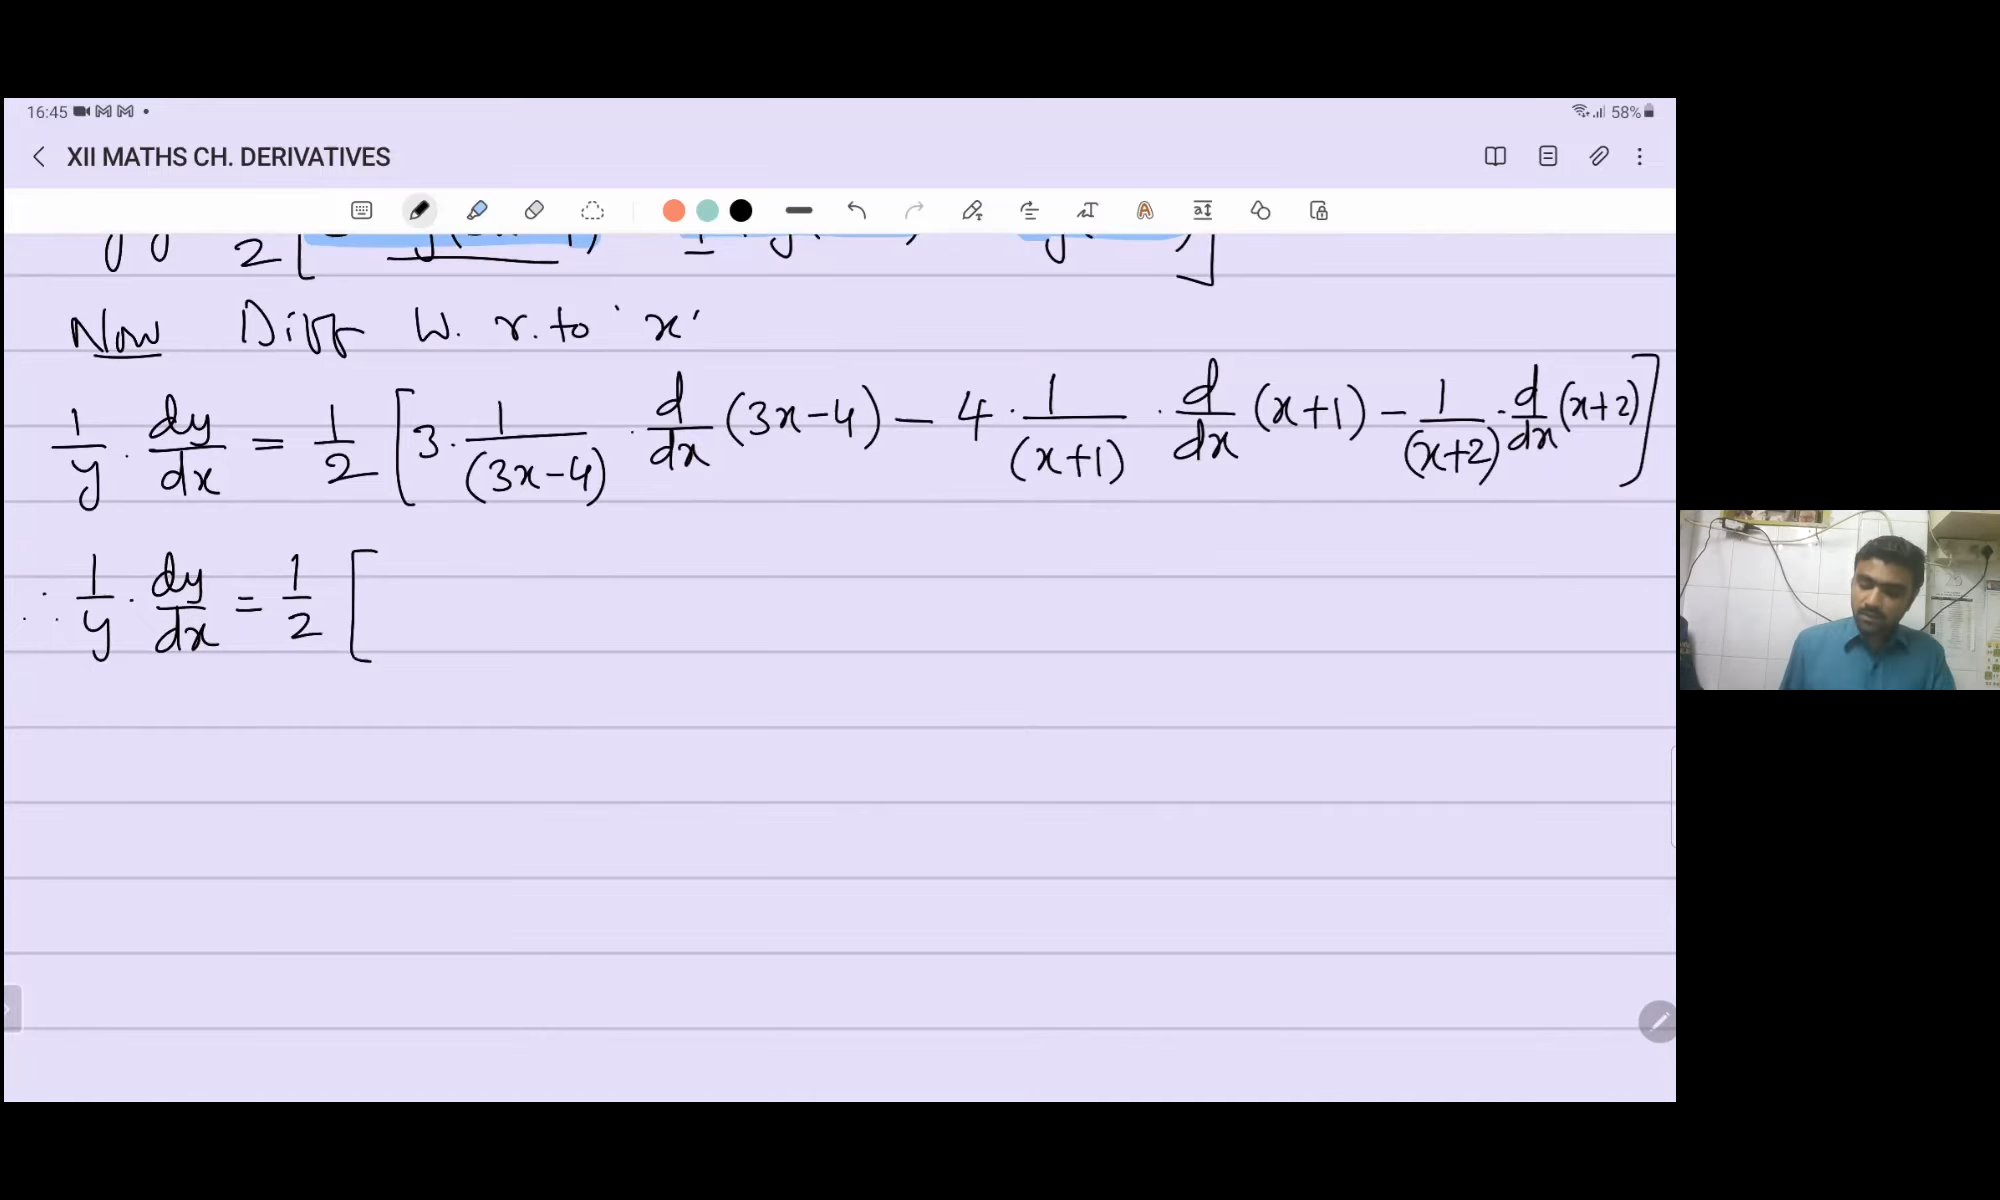 16:45
58%
XII MATHS CH. DERIVATIVES
2 [ ]
Now Diff W. r. to 'x'
1/y . dy/dx = 1/2 [3 . 1/(3x-4) . d/dx (3x-4) - 4 . 1/(x+1) . d/dx (x+1) - 1/(x+2) . d/dx (x+2)]
∴ 1/y . dy/dx = 1/2 [